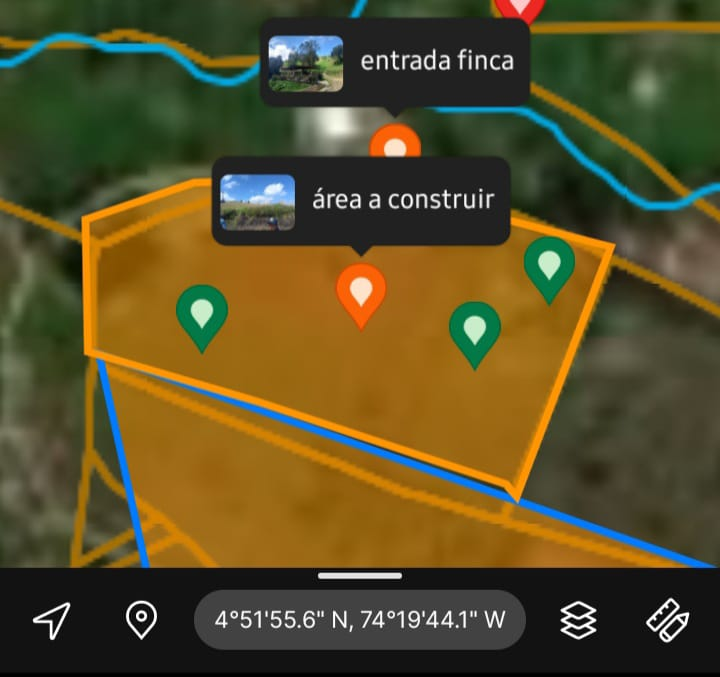 entrada finca
área a construir
4°51'55.6" N, 74°19'44.1" W